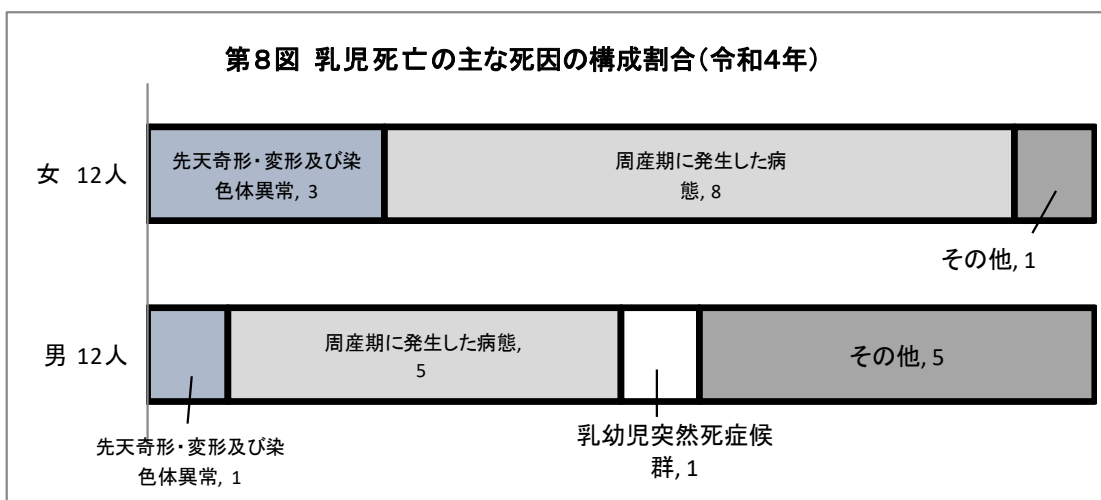 第8図 乳児死亡の主な死因の構成割合(令和4年)
女 12人
先天奇形・変形及び染
色体異常, 3
周産期に発生した病
態, 8
その他, 1
男 12人
先天奇形・変形及び染
色体異常, 1
周産期に発生した病態,
5
乳幼児突然死症候
群, 1
その他, 5